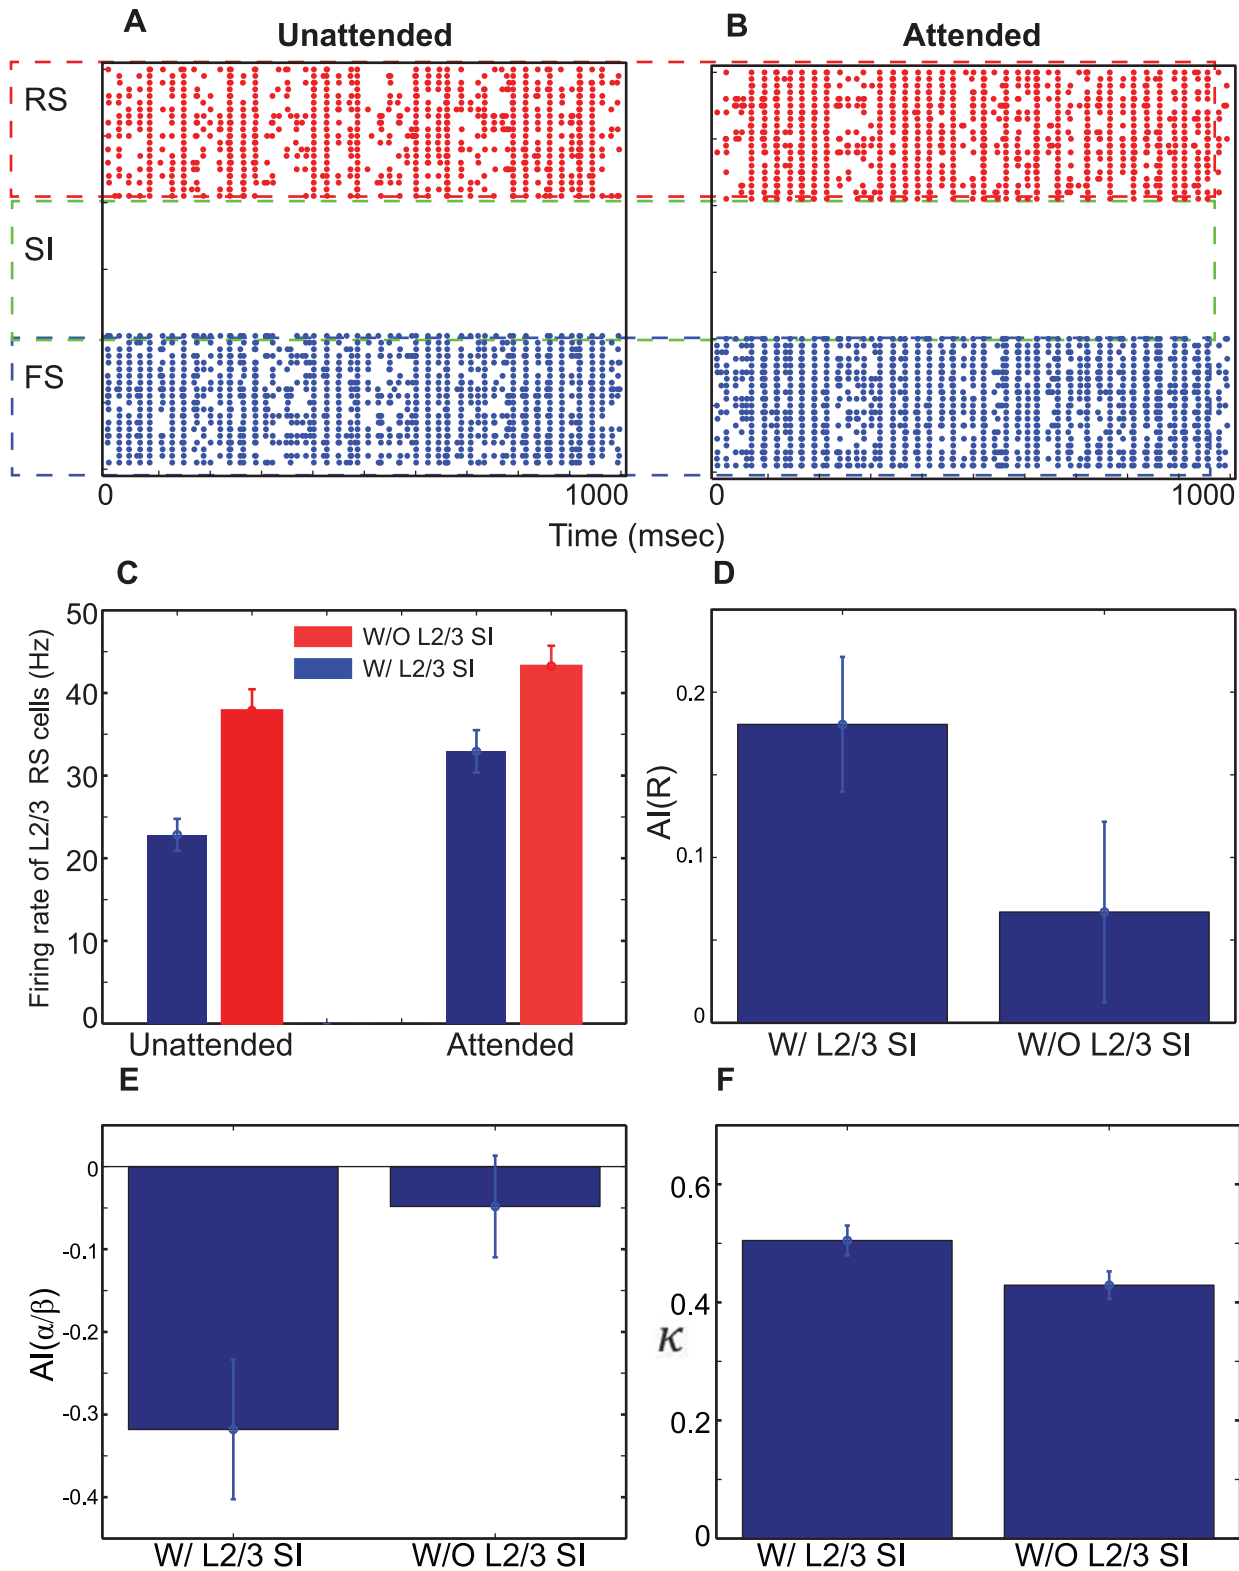 A
Unattended
B
Attended
RS
SI
FS
0
1000
0
1000
Time (msec)
C
50
40
30
20
10
0
Firing rate of L2/3 RS cells (Hz)
W/O L2/3 SI
W/ L2/3 SI
Unattended
Attended
D
0.2
0.1
0
AI(R)
W/ L2/3 SI
W/O L2/3 SI
E
0
-0.1
-0.2
-0.3
-0.4
AI(α/β)
W/ L2/3 SI
W/O L2/3 SI
F
0.6
0.4
0.2
0
κ
W/ L2/3 SI
W/O L2/3 SI